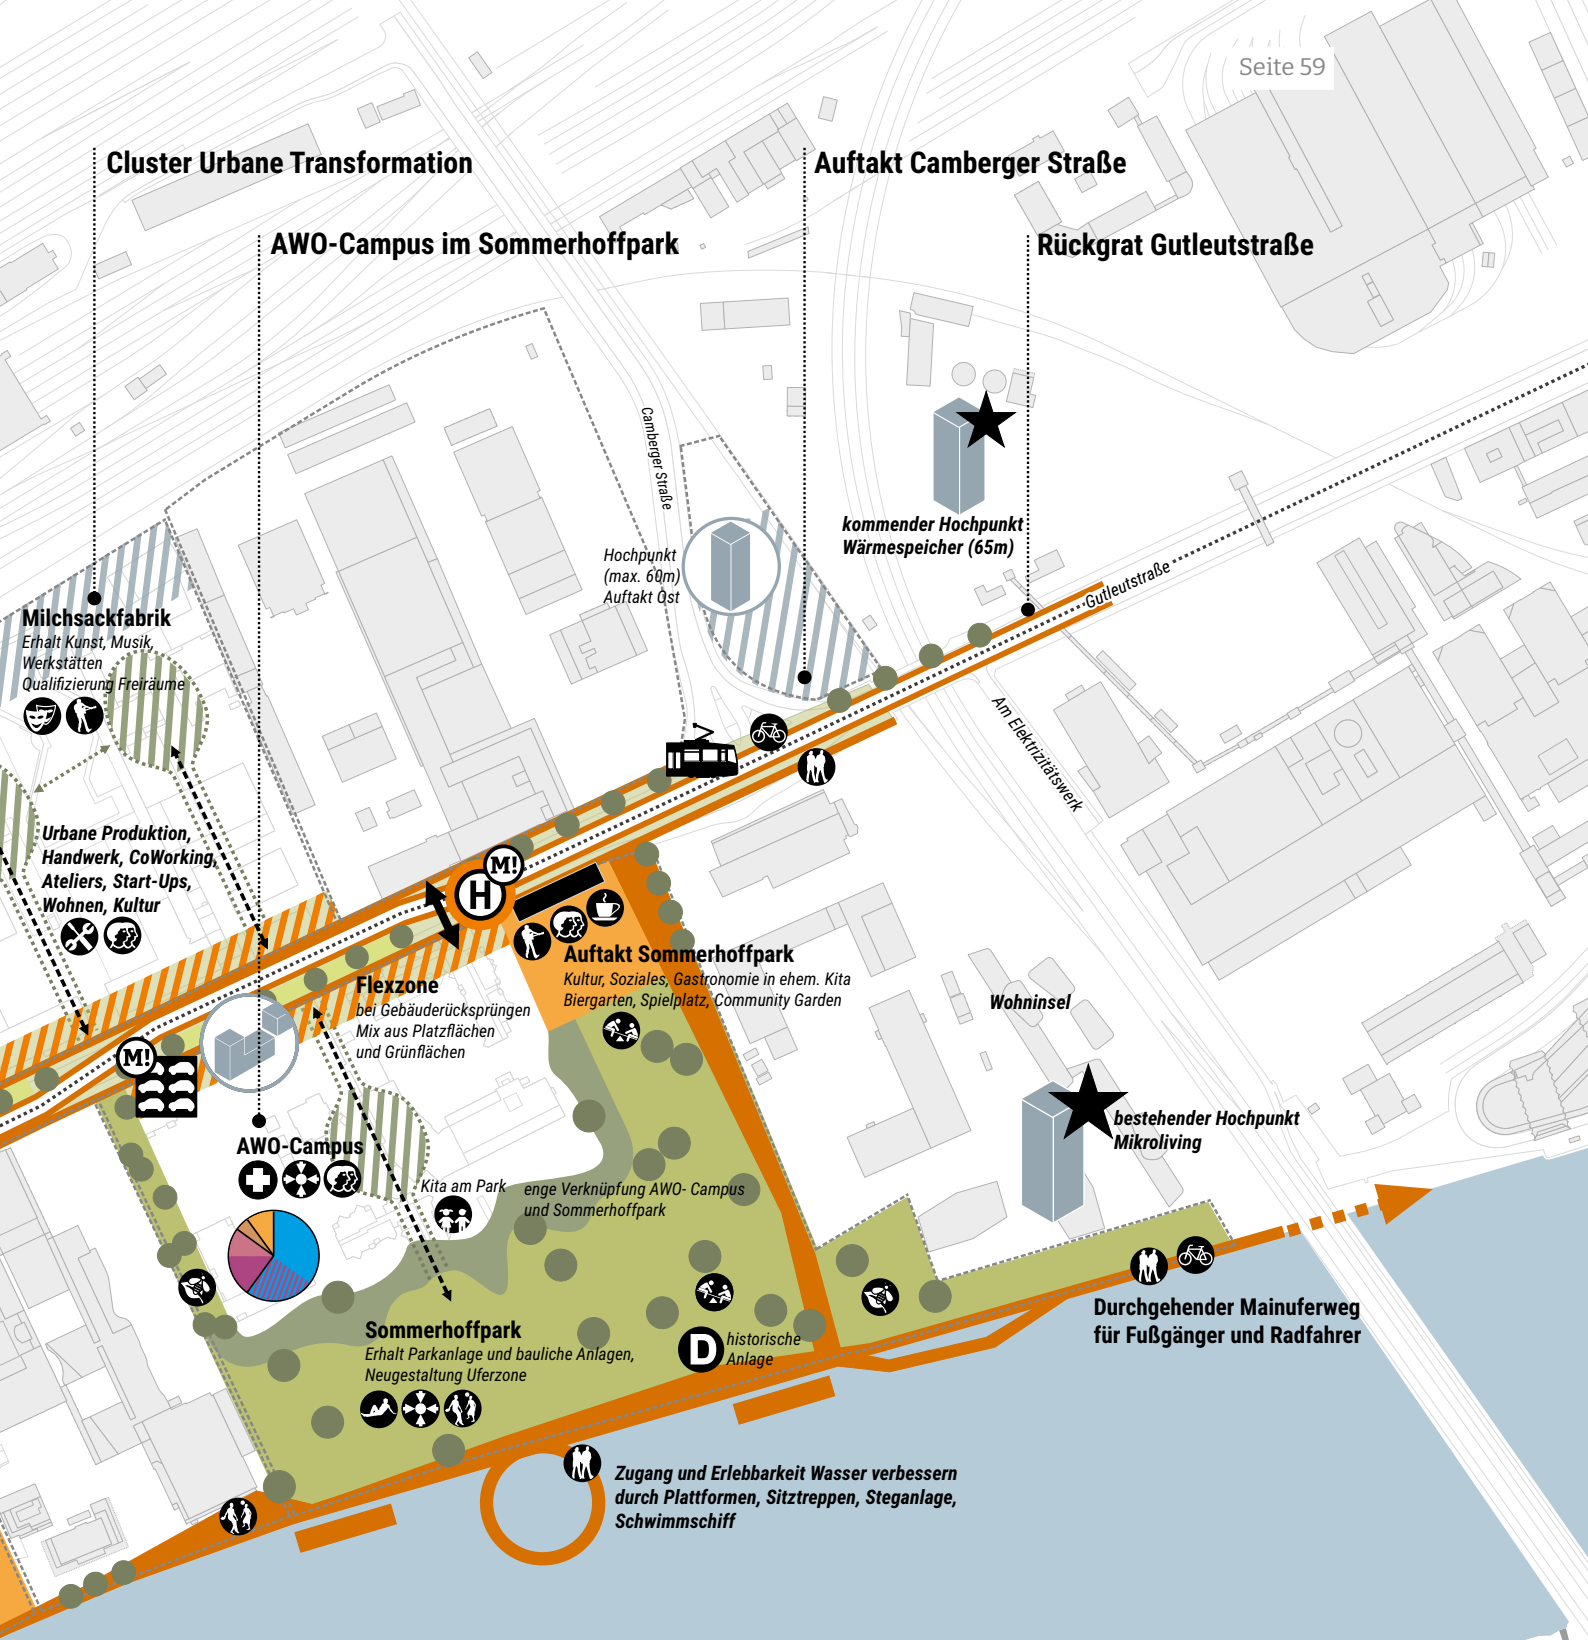 Seite 59
Cluster Urbane Transformation
Auftakt Camberger Straße
AWO-Campus im Sommerhoffpark
Rückgrat Gutleutstraße
Camberger Straße
kommender Hochpunkt
Wärmespeicher (65m)
Hochpunkt
(max. 60m)
Auftakt Ost
Gutleutstraße
Milchsackfabrik
Erhalt Kunst, Musik,
Werkstätten
Qualifizierung Freiräume
Am Elektrizitätswerk
Urbane Produktion,
Handwerk, CoWorking,
Ateliers, Start-Ups,
Wohnen, Kultur
M!
H
Auftakt Sommerhoffpark
Kultur, Soziales, Gastronomie in ehem. Kita
Biergarten, Spielplatz, Community Garden
Flexzone
bei Gebäuderücksprüngen
Mix aus Platzflächen
und Grünflächen
Wohninsel
M!
bestehender Hochpunkt
Mikroliving
AWO-Campus
Kita am Park
enge Verknüpfung AWO- Campus
und Sommerhoffpark
Durchgehender Mainuferweg
für Fußgänger und Radfahrer
Sommerhoffpark
Erhalt Parkanlage und bauliche Anlagen,
Neugestaltung Uferzone
D
historische
Anlage
Zugang und Erlebbarkeit Wasser verbessern
durch Plattformen, Sitztreppen, Steganlage,
Schwimmschiff